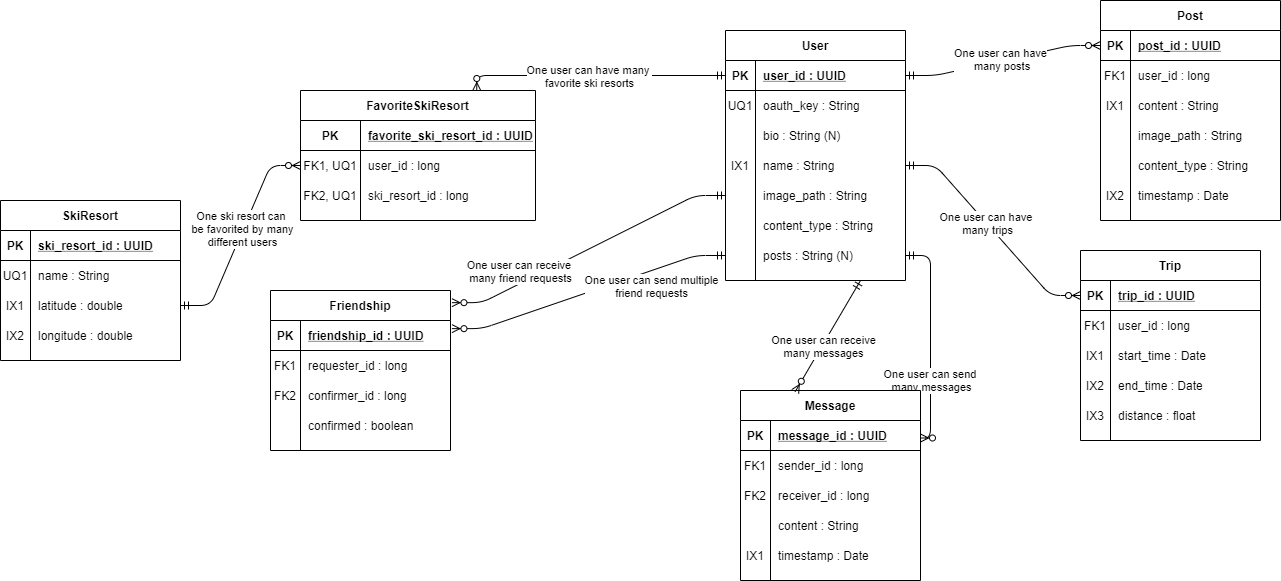 Post
PK post_id : UUID
FK1 user_id : long
IX1 content : String
image_path : String
content_type : String
IX2 timestamp : Date
User
PK user_id : UUID
UQ1 oauth_key : String
bio : String (N)
IX1 name : String
image_path : String
content_type : String
posts : String (N)
One user can have
many posts
One user can have many
favorite ski resorts
FavoriteSkiResort
PK favorite_ski_resort_id : UUID
FK1, UQ1 user_id : long
FK2, UQ1 ski_resort_id : long
SkiResort
PK ski_resort_id : UUID
UQ1 name : String
IX1 latitude : double
IX2 longitude : double
One ski resort can
be favorited by many
different users
One user can have
many trips
Trip
PK trip_id : UUID
FK1 user_id : long
IX1 start_time : Date
IX2 end_time : Date
IX3 distance : float
One user can receive
many friend requests
One user can send multiple
friend requests
Friendship
PK friendship_id : UUID
FK1 requester_id : long
FK2 confirmer_id : long
confirmed : boolean
One user can receive
many messages
One user can send
many messages
Message
PK message_id : UUID
FK1 sender_id : long
FK2 receiver_id : long
content : String
IX1 timestamp : Date